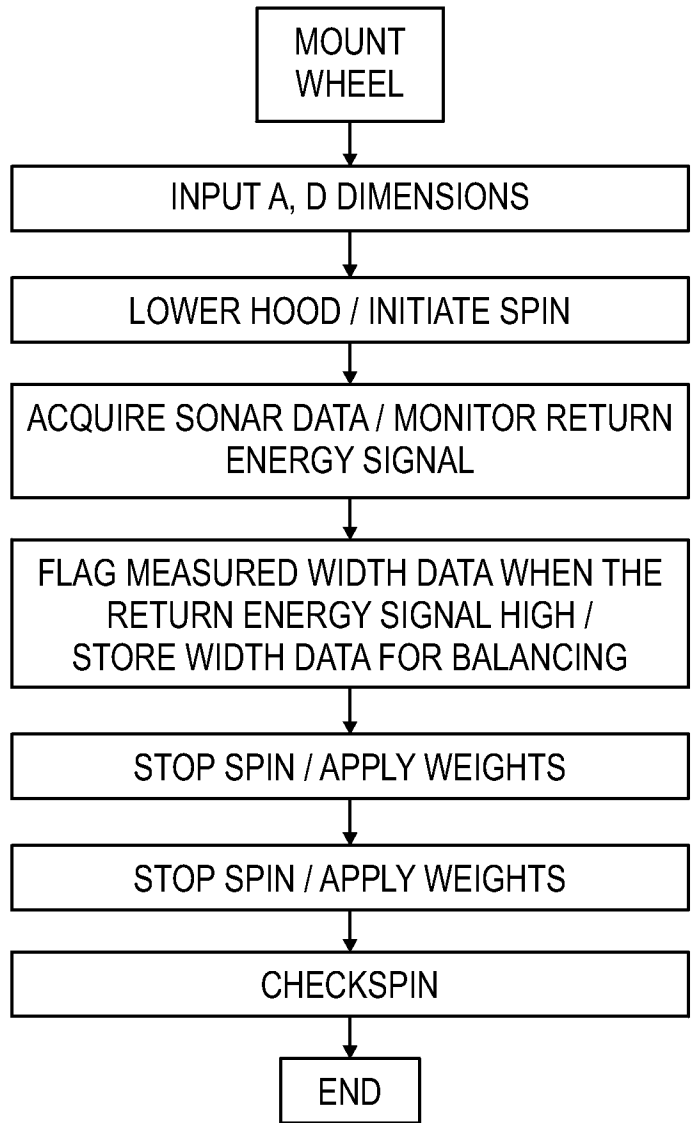 MOUNT
WHEEL
INPUT A, D DIMENSIONS
LOWER HOOD / INITIATE SPIN
ACQUIRE SONAR DATA / MONITOR RETURN
ENERGY SIGNAL
FLAG MEASURED WIDTH DATA WHEN THE
RETURN ENERGY SIGNAL HIGH /
STORE WIDTH DATA FOR BALANCING
STOP SPIN / APPLY WEIGHTS
STOP SPIN / APPLY WEIGHTS
CHECKSPIN
END